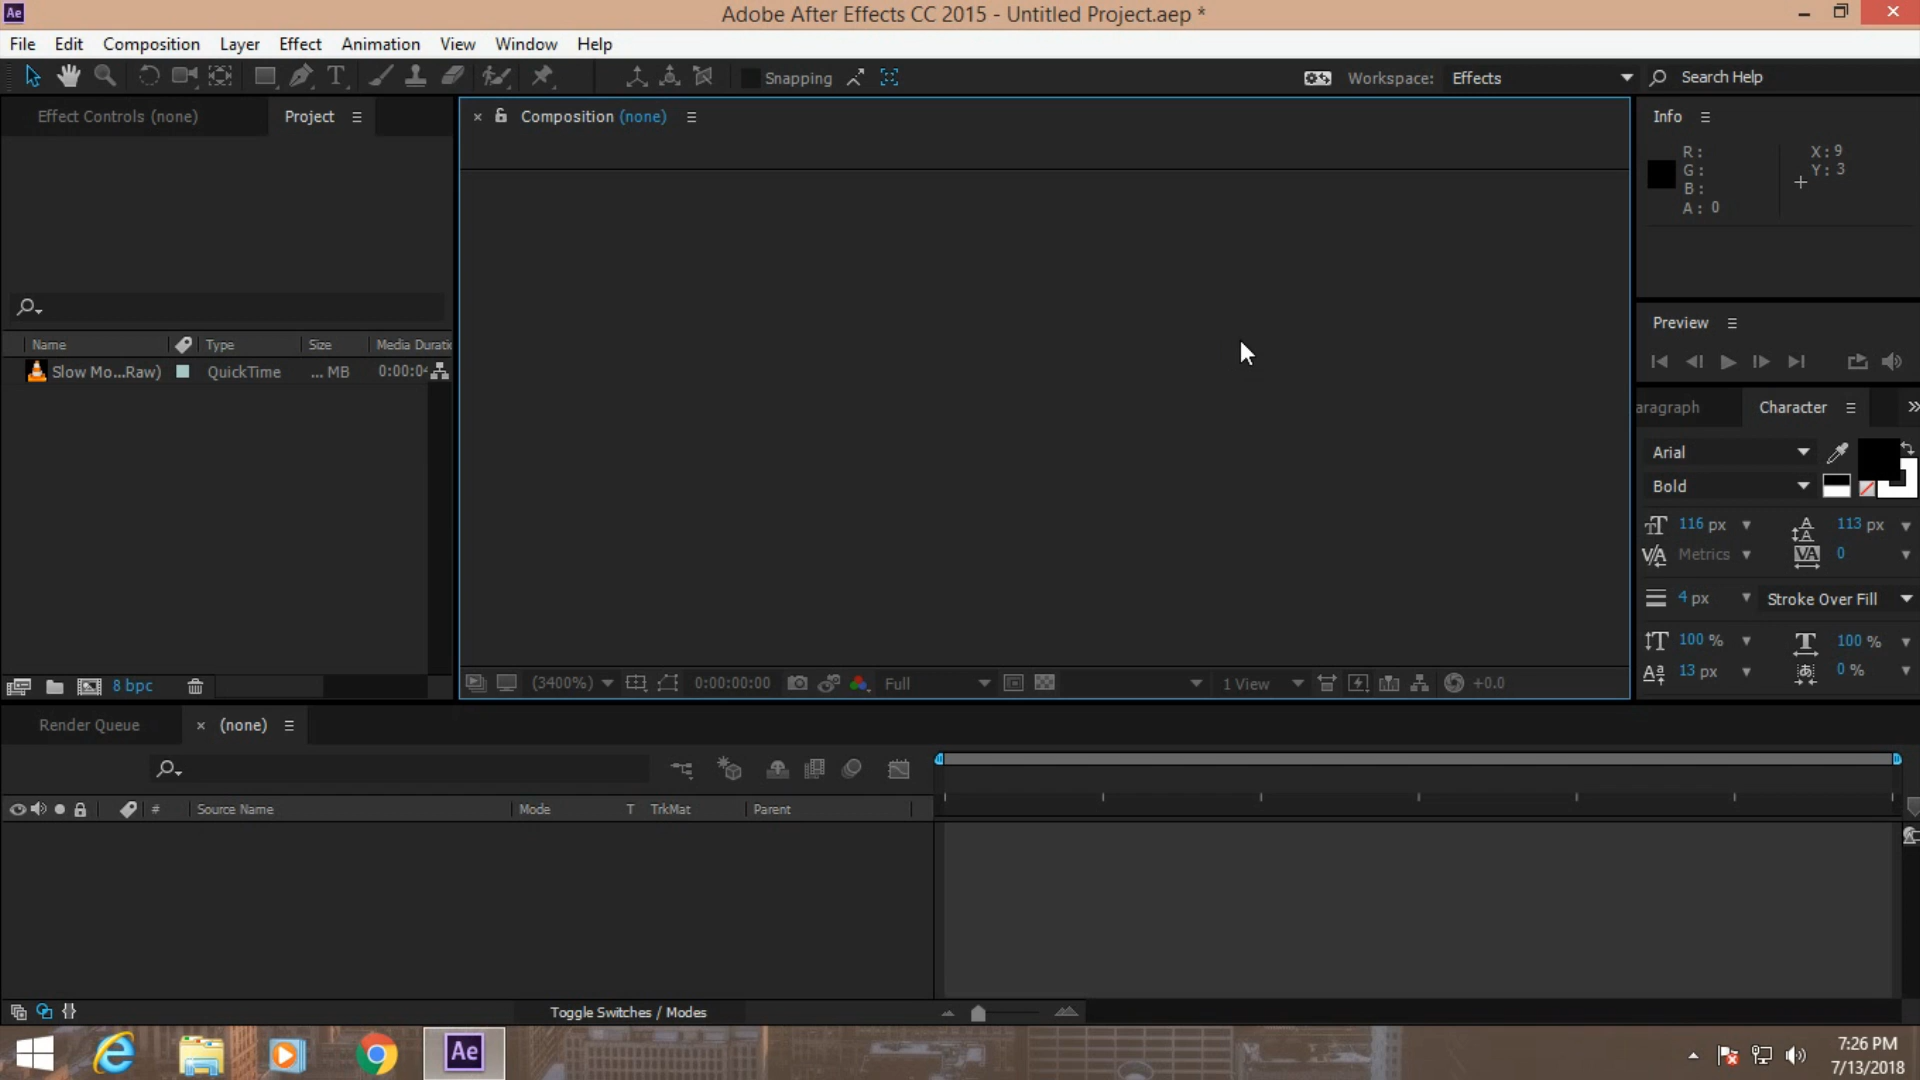 Ae
Adobe After Effects CC 2015 - Untitled Project.aep *
File Edit Composition Layer Effect Animation View Window Help
Snapping
Workspace: Effects
Search Help
Effect Controls (none)
Project
Composition (none)
Info
R:
G:
B:
A: 0
X: 9
Y: 3
Preview
Name Type Size Media Durati
Slow Mo...Raw) QuickTime ... MB 0:00:04
aragraph
Character
Arial
Bold
116 px
113 px
Metrics
0
4 px
Stroke Over Fill
100 %
100 %
13 px
0 %
8 bpc
(3400%)
0:00:00:00
Full
1 View
+0.0
Render Queue
(none)
# Source Name Mode T TrkMat Parent
Toggle Switches / Modes
Ae
7:26 PM
7/13/2018